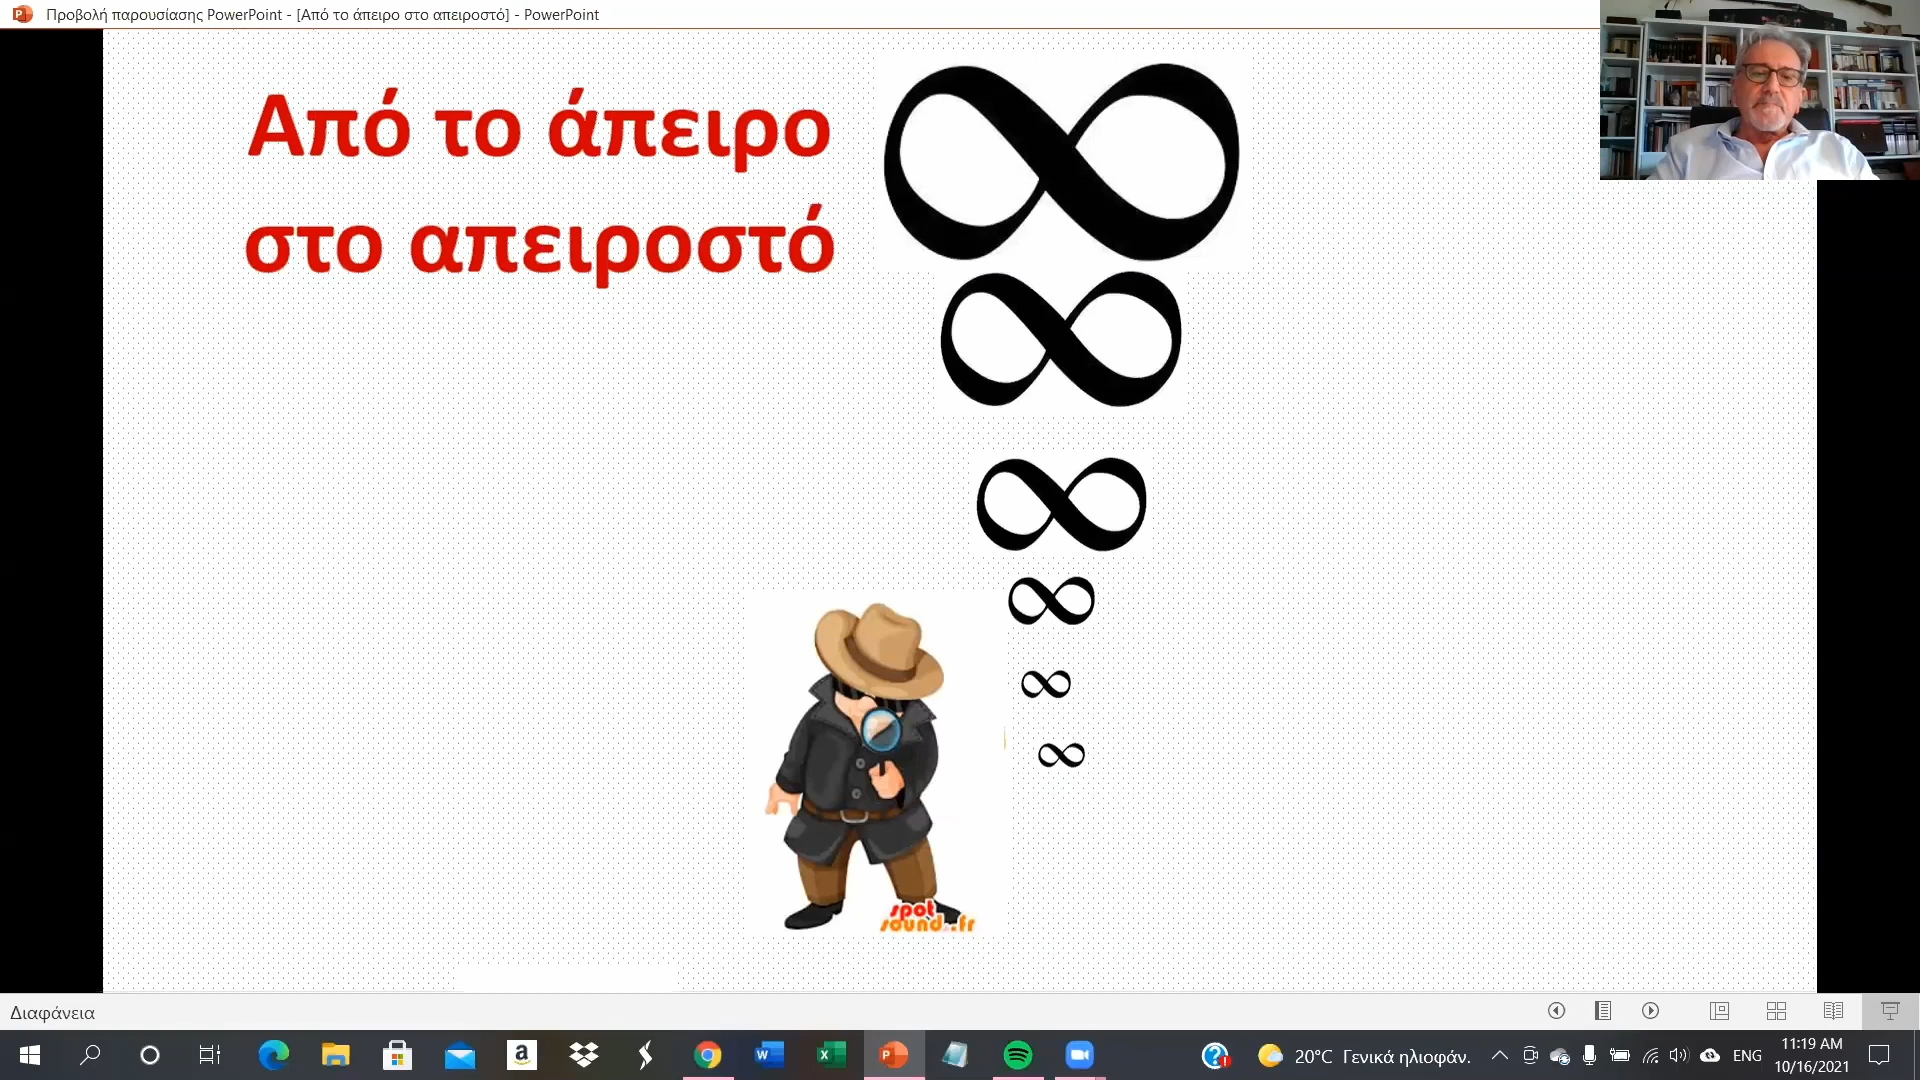 Προβολή παρουσίασης PowerPoint - [Από το άπειρο στο απειροστό] - PowerPoint
Από το άπειρο
στο απειροστό
spot
sound.fr
Διαφάνεια
20°C Γενικά ηλιοφάν.
ENG
11:19 AM
10/16/2021